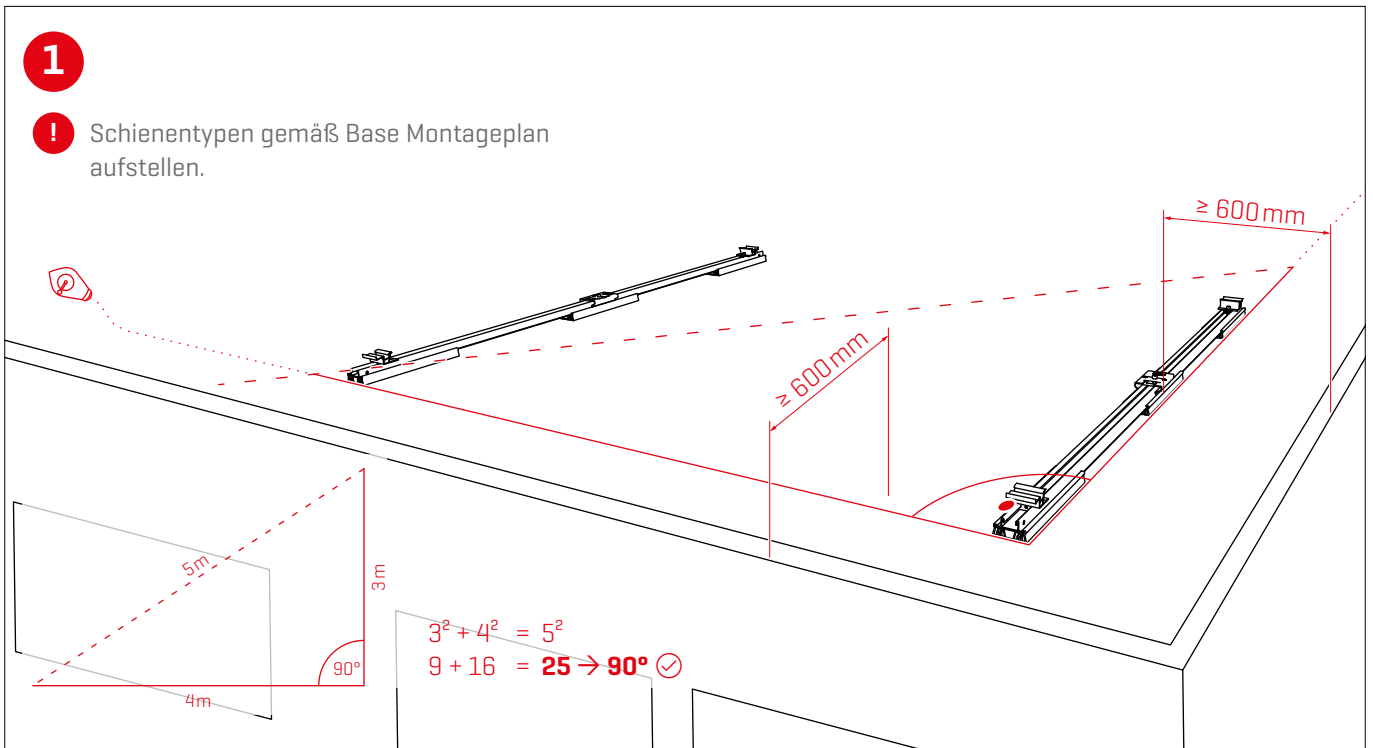 1
! Schienentypen gemäß Base Montageplan
aufstellen.
≥ 600 mm
≥ 600 mm
5m
3m
90°
4m
3² + 4² = 5²
9 + 16 = 25 → 90°